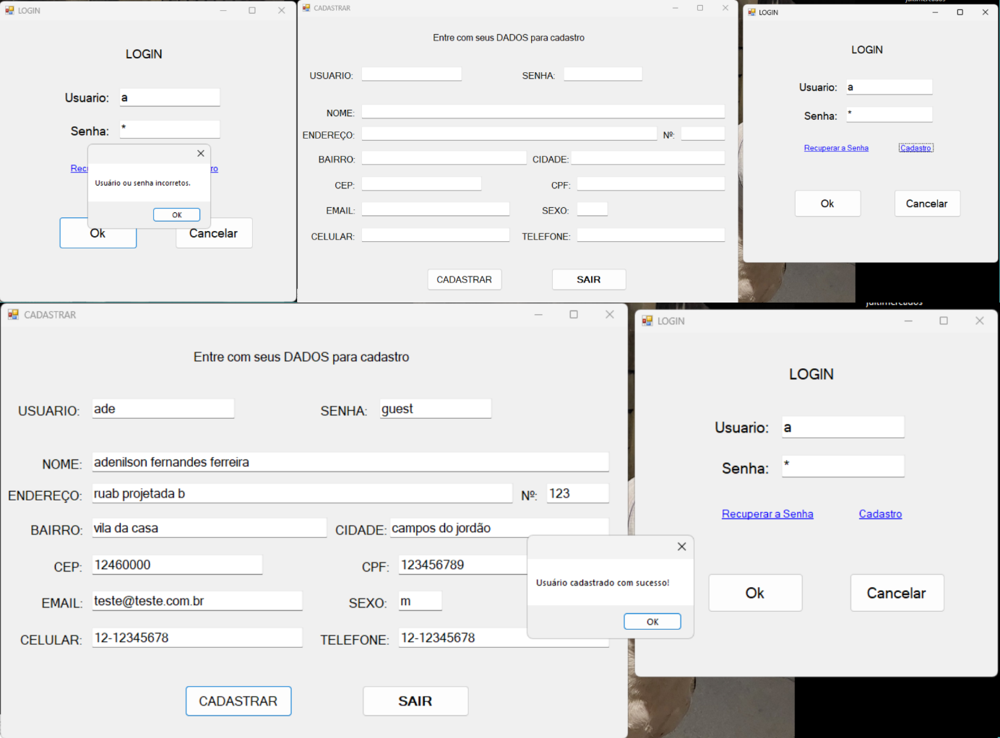 LOGIN
LOGIN
Usuario: a
Senha: *
Usuário ou senha incorretos.
OK
Ok Cancelar
CADASTRAR
Entre com seus DADOS para cadastro
USUARIO: SENHA:
NOME:
ENDEREÇO: Nº:
BAIRRO: CIDADE:
CEP: CPF:
EMAIL: SEXO:
CELULAR: TELEFONE:
CADASTRAR SAIR
LOGIN
LOGIN
Usuario: a
Senha: *
Recuperar a Senha Cadastro
Ok Cancelar
CADASTRAR
Entre com seus DADOS para cadastro
USUARIO: ade SENHA: guest
NOME: adenilson fernandes ferreira
ENDEREÇO: ruab projetada b Nº: 123
BAIRRO: vila da casa CIDADE: campos do jordão
CEP: 12460000 CPF: 123456789
EMAIL: teste@teste.com.br SEXO: m
CELULAR: 12-12345678 TELEFONE: 12-12345678
CADASTRAR SAIR
Usuário cadastrado com sucesso!
OK
LOGIN
LOGIN
Usuario: a
Senha: *
Recuperar a Senha Cadastro
Ok Cancelar